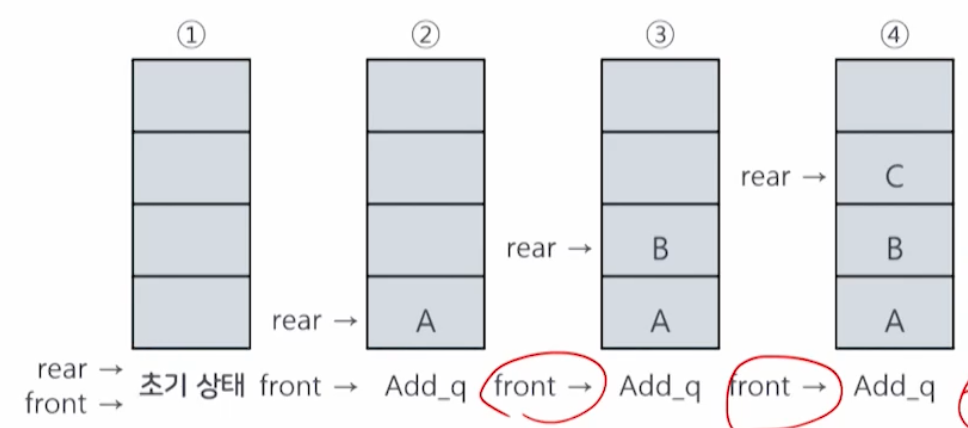 ① ② ③ ④
rear → C
rear → B B
rear → A A A
rear →
front → 초기 상태 front → Add_q front → Add_q front → Add_q